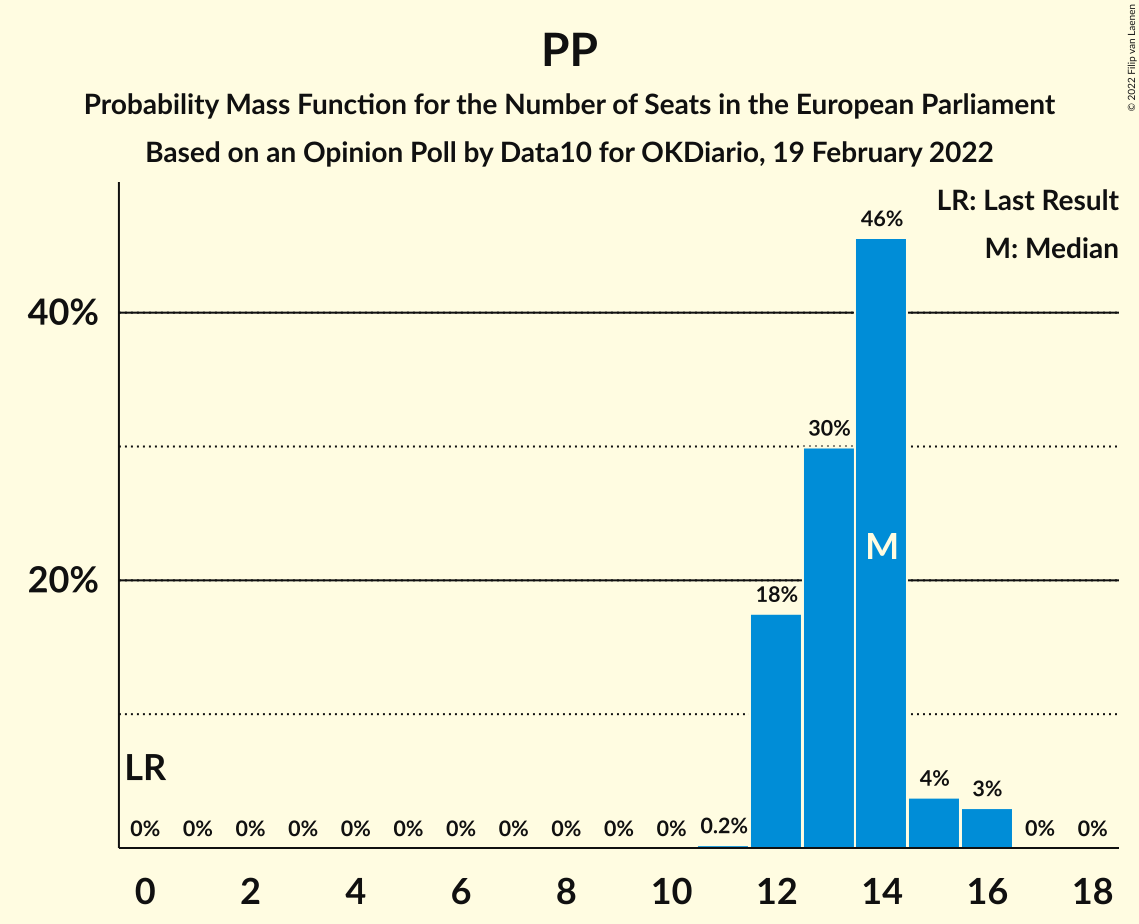 PP
Probability Mass Function for the Number of Seats in the European Parliament
Based on an Opinion Poll by Data10 for OKDiario, 19 February 2022
© 2022 Filip van Laenen
LR: Last Result
M: Median
46%
40%
30%
M
20%
18%
LR
4%
3%
0% 0% 0% 0% 0% 0% 0% 0% 0% 0% 0% 0.2% 0% 0%
0 2 4 6 8 10 12 14 16 18